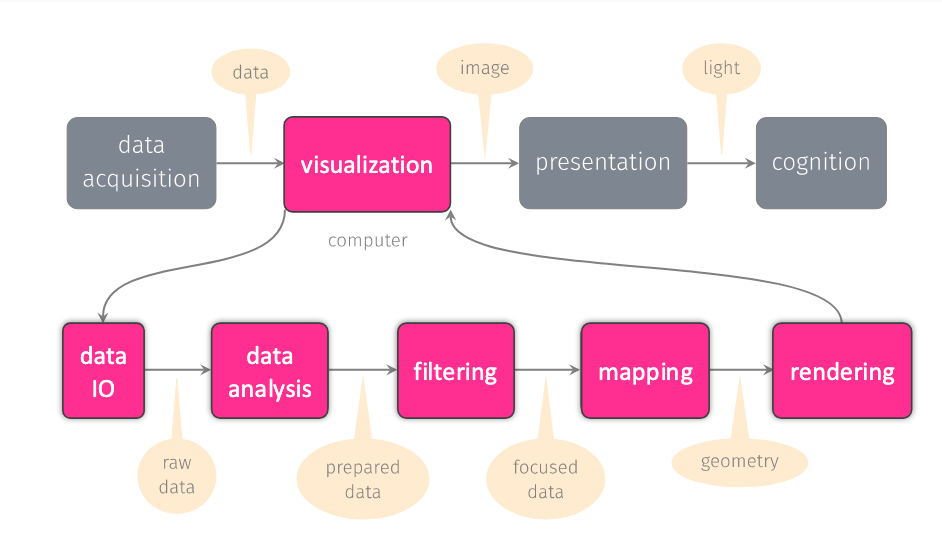 data
image
light
data
acquisition
visualization
presentation
cognition
computer
data
IO
data
analysis
filtering
mapping
rendering
raw
data
prepared
data
focused
data
geometry